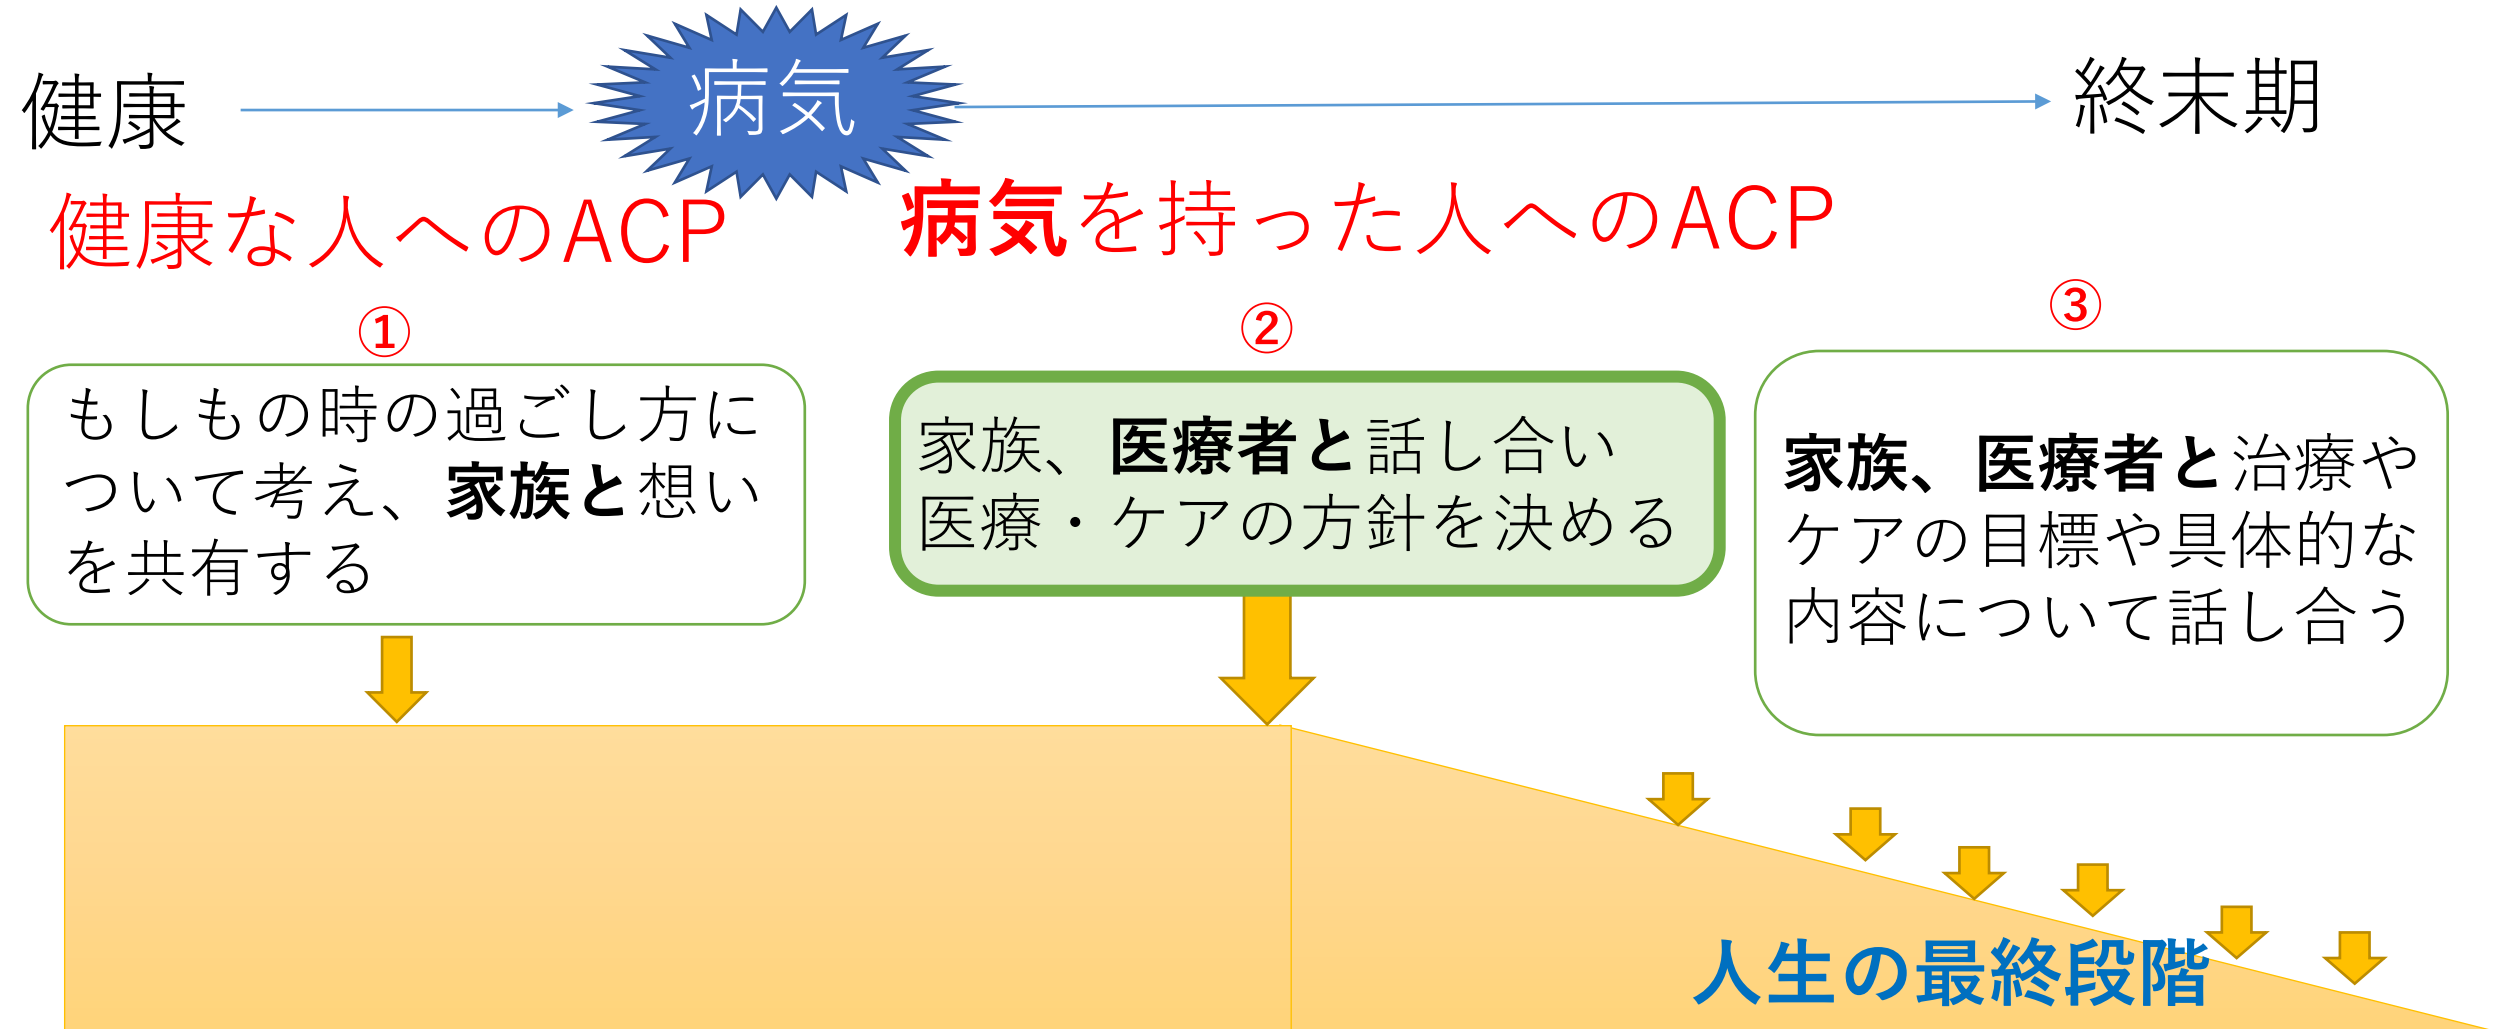 健康
病気
終末期
健康な人へのACP
病気を持った人へのACP
①
もしもの時の過ごし方に
ついて考え、家族と想い
を共有する
②
家族、医療者と話し合い
医療・ケアの方針を決める
③
家族、医療者と治療や
ケアの目標や具体的な
内容について話し合う
人生の最終段階